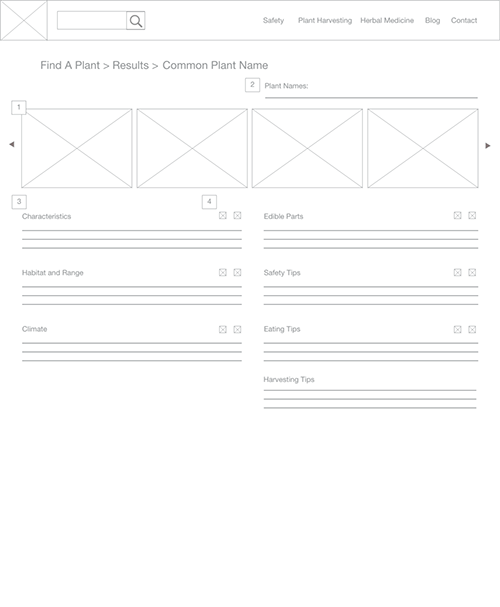 Safety Plant Harvesting Herbal Medicine Blog Contact
Find A Plant > Results > Common Plant Name
2 Plant Names:
1
3
4
Characteristics
Habitat and Range
Climate
Edible Parts
Safety Tips
Eating Tips
Harvesting Tips